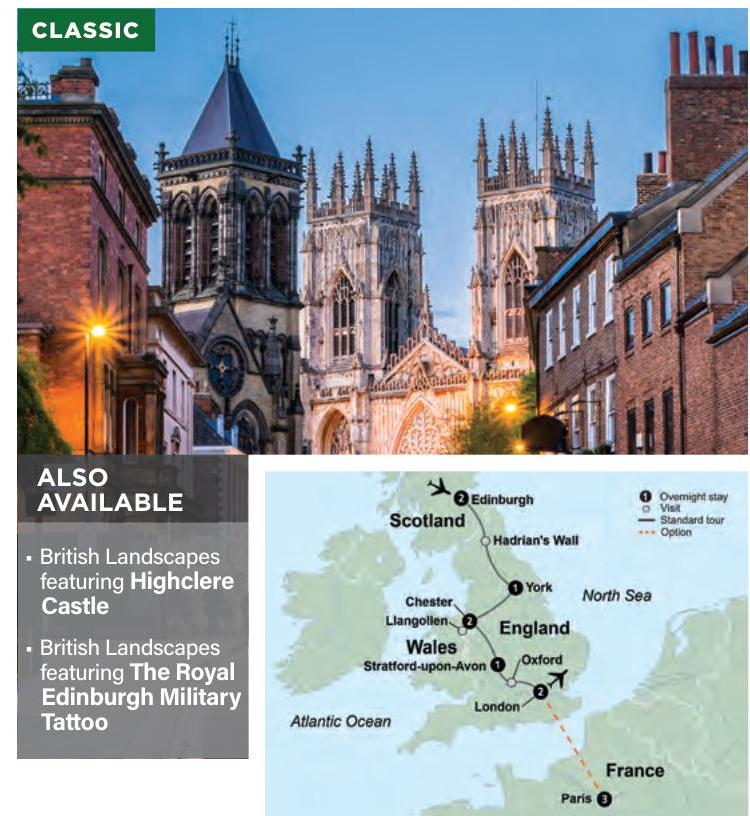 CLASSIC
ALSO
AVAILABLE
▪ British Landscapes
featuring Highclere
Castle
▪ British Landscapes
featuring The Royal
Edinburgh Military
Tattoo
2 Edinburgh
Scotland
Hadrian's Wall
1 York
North Sea
Chester
2
Llangollen
England
Wales
Stratford-upon-Avon 1
Oxford
2
London
Atlantic Ocean
France
Paris 3
1 Overnight stay
Visit
Standard tour
Option